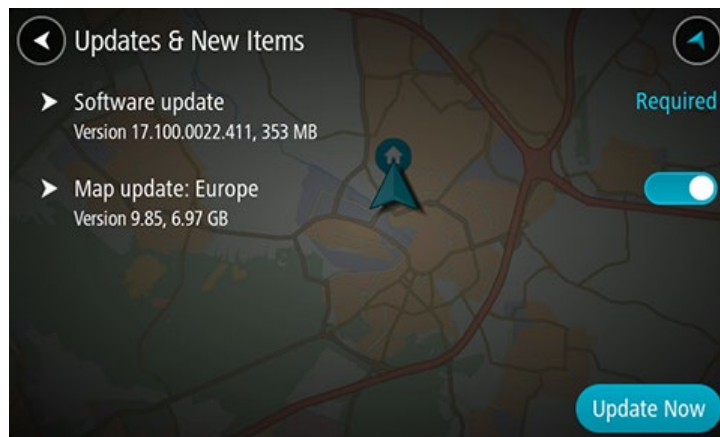 Updates & New Items
Software update
Required
Version 17.100.0022.411, 353 MB
Map update: Europe
Version 9.85, 6.97 GB
Update Now